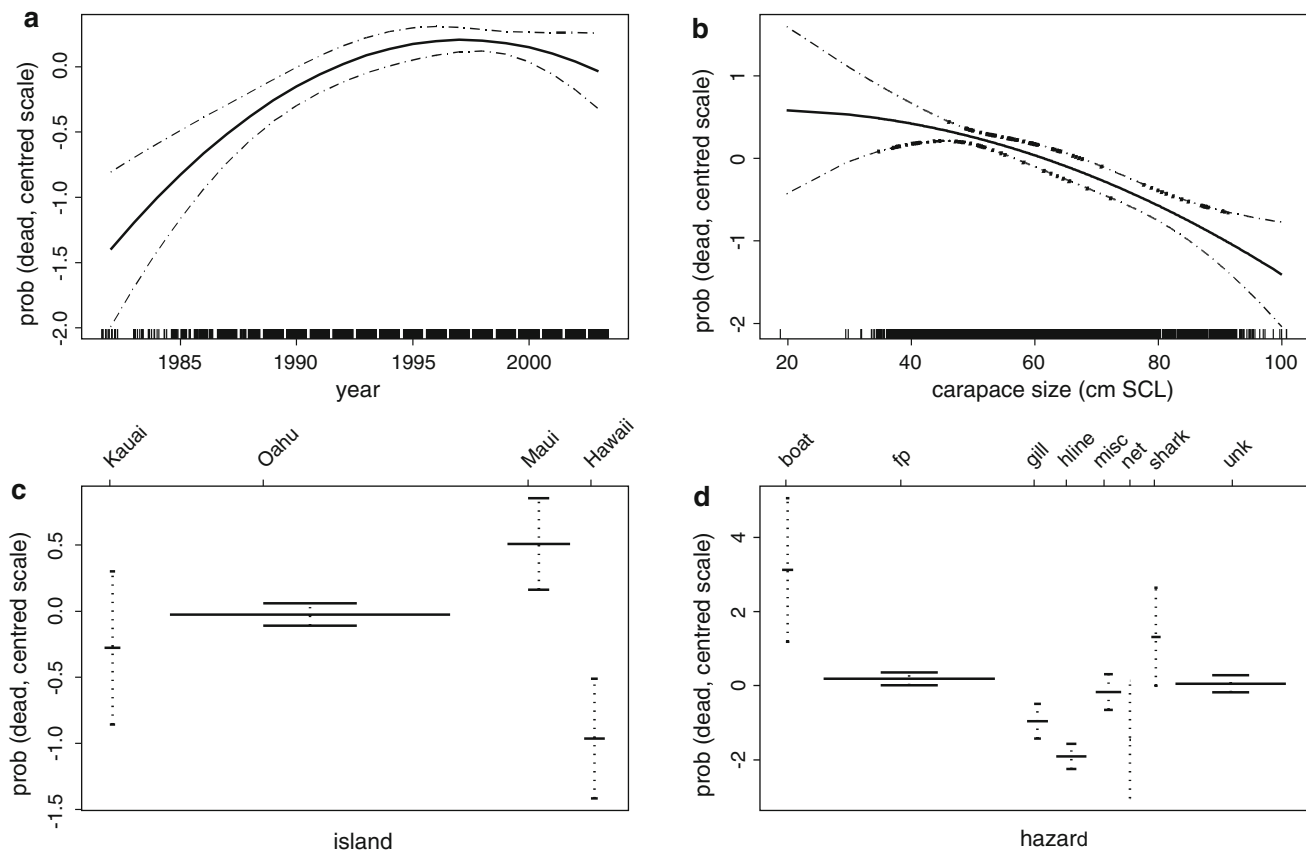 a
prob (dead, centred scale)
0.0
-0.5
-1.0
-1.5
-2.0
1985 1990 1995 2000
year
b
prob (dead, centred scale)
1
0
-1
-2
20 40 60 80 100
carapace size (cm SCL)
Kauai Oahu Maui Hawaii
c
prob (dead, centred scale)
0.5
0.0
-0.5
-1.0
-1.5
island
boat fp gill hline misc net shark unk
d
prob (dead, centred scale)
4
2
0
-2
hazard